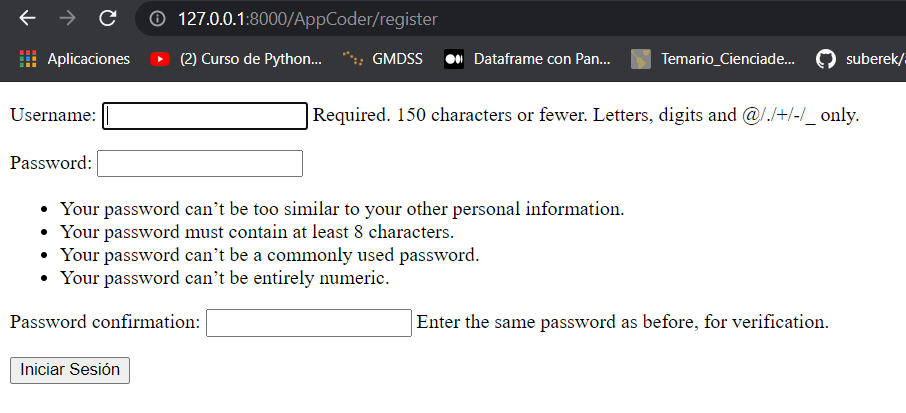 127.0.0.1:8000/AppCoder/register
Aplicaciones (2) Curso de Python... GMDSS Dataframe con Pan... Temario_Cienciade... suberek/a
Username: Required. 150 characters or fewer. Letters, digits and @/./+/-/_ only.
Password:
• Your password can’t be too similar to your other personal information.
• Your password must contain at least 8 characters.
• Your password can’t be a commonly used password.
• Your password can’t be entirely numeric.
Password confirmation: Enter the same password as before, for verification.
Iniciar Sesión